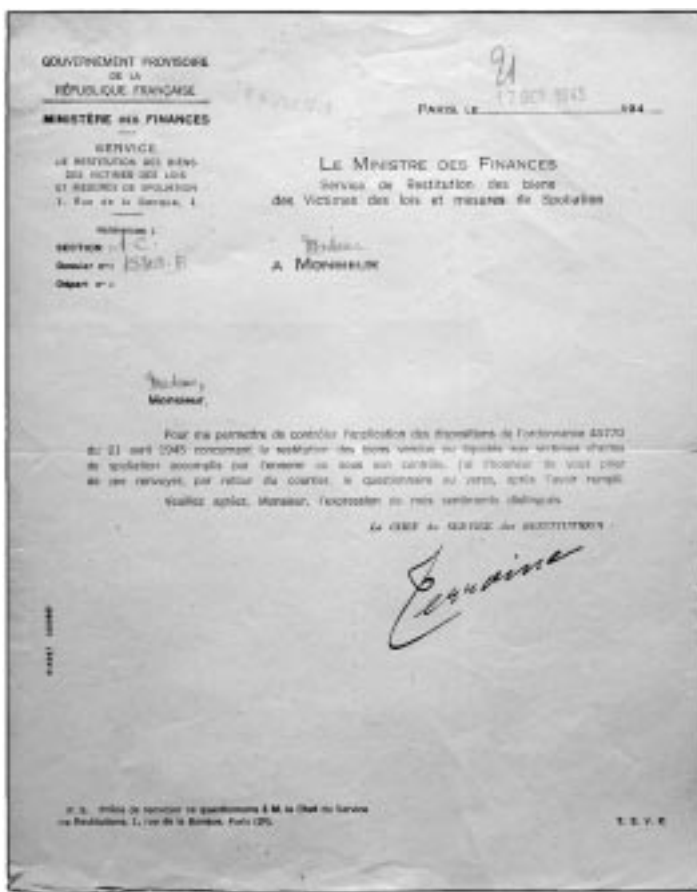 GOUVERNEMENT PROVISOIRE
DE LA
RÉPUBLIQUE FRANÇAISE
MINISTÈRE DES FINANCES
SERVICE
DE RESTITUTION DES BIENS
DES VICTIMES DES LOIS
ET MESURES DE SPOLIATION
1, Rue de la Banque, 1
SECTION : 1 C.
Dossier n° :
Départ n° :
21
17 OCT 1945
PARIS, LE 194
LE MINISTRE DES FINANCES
Service de Restitution des biens
des Victimes des lois et mesures de Spoliation
Madame
A MONSIEUR
Madame,
Monsieur,
Pour me permettre de contrôler l'application des dispositions de l'ordonnance 45770
du 21 avril 1945 concernant la restitution des biens vendus ou liquidés aux victimes d'actes
de spoliation accomplis par l'ennemi ou sous son contrôle, j'ai l'honneur de vous prier
de me renvoyer, par retour du courrier, le questionnaire au verso, après l'avoir rempli.
Veuillez agréer, Monsieur, l'expression de mes sentiments distingués.
Le CHEF du SERVICE des RESTITUTIONS :
Terroine
P. S. Prière de renvoyer ce questionnaire à M. le Chef du Service
des Restitutions, 1, rue de la Banque, Paris (2e).
T. S. V. P.